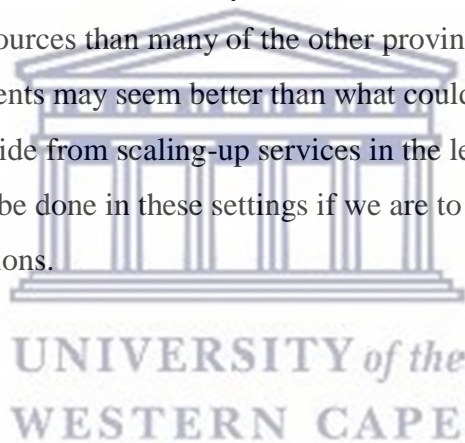 ources than many of the other provin
ents may seem better than what could
ide from scaling-up services in the le
be done in these settings if we are to
ions.
UNIVERSITY of the
WESTERN CAPE